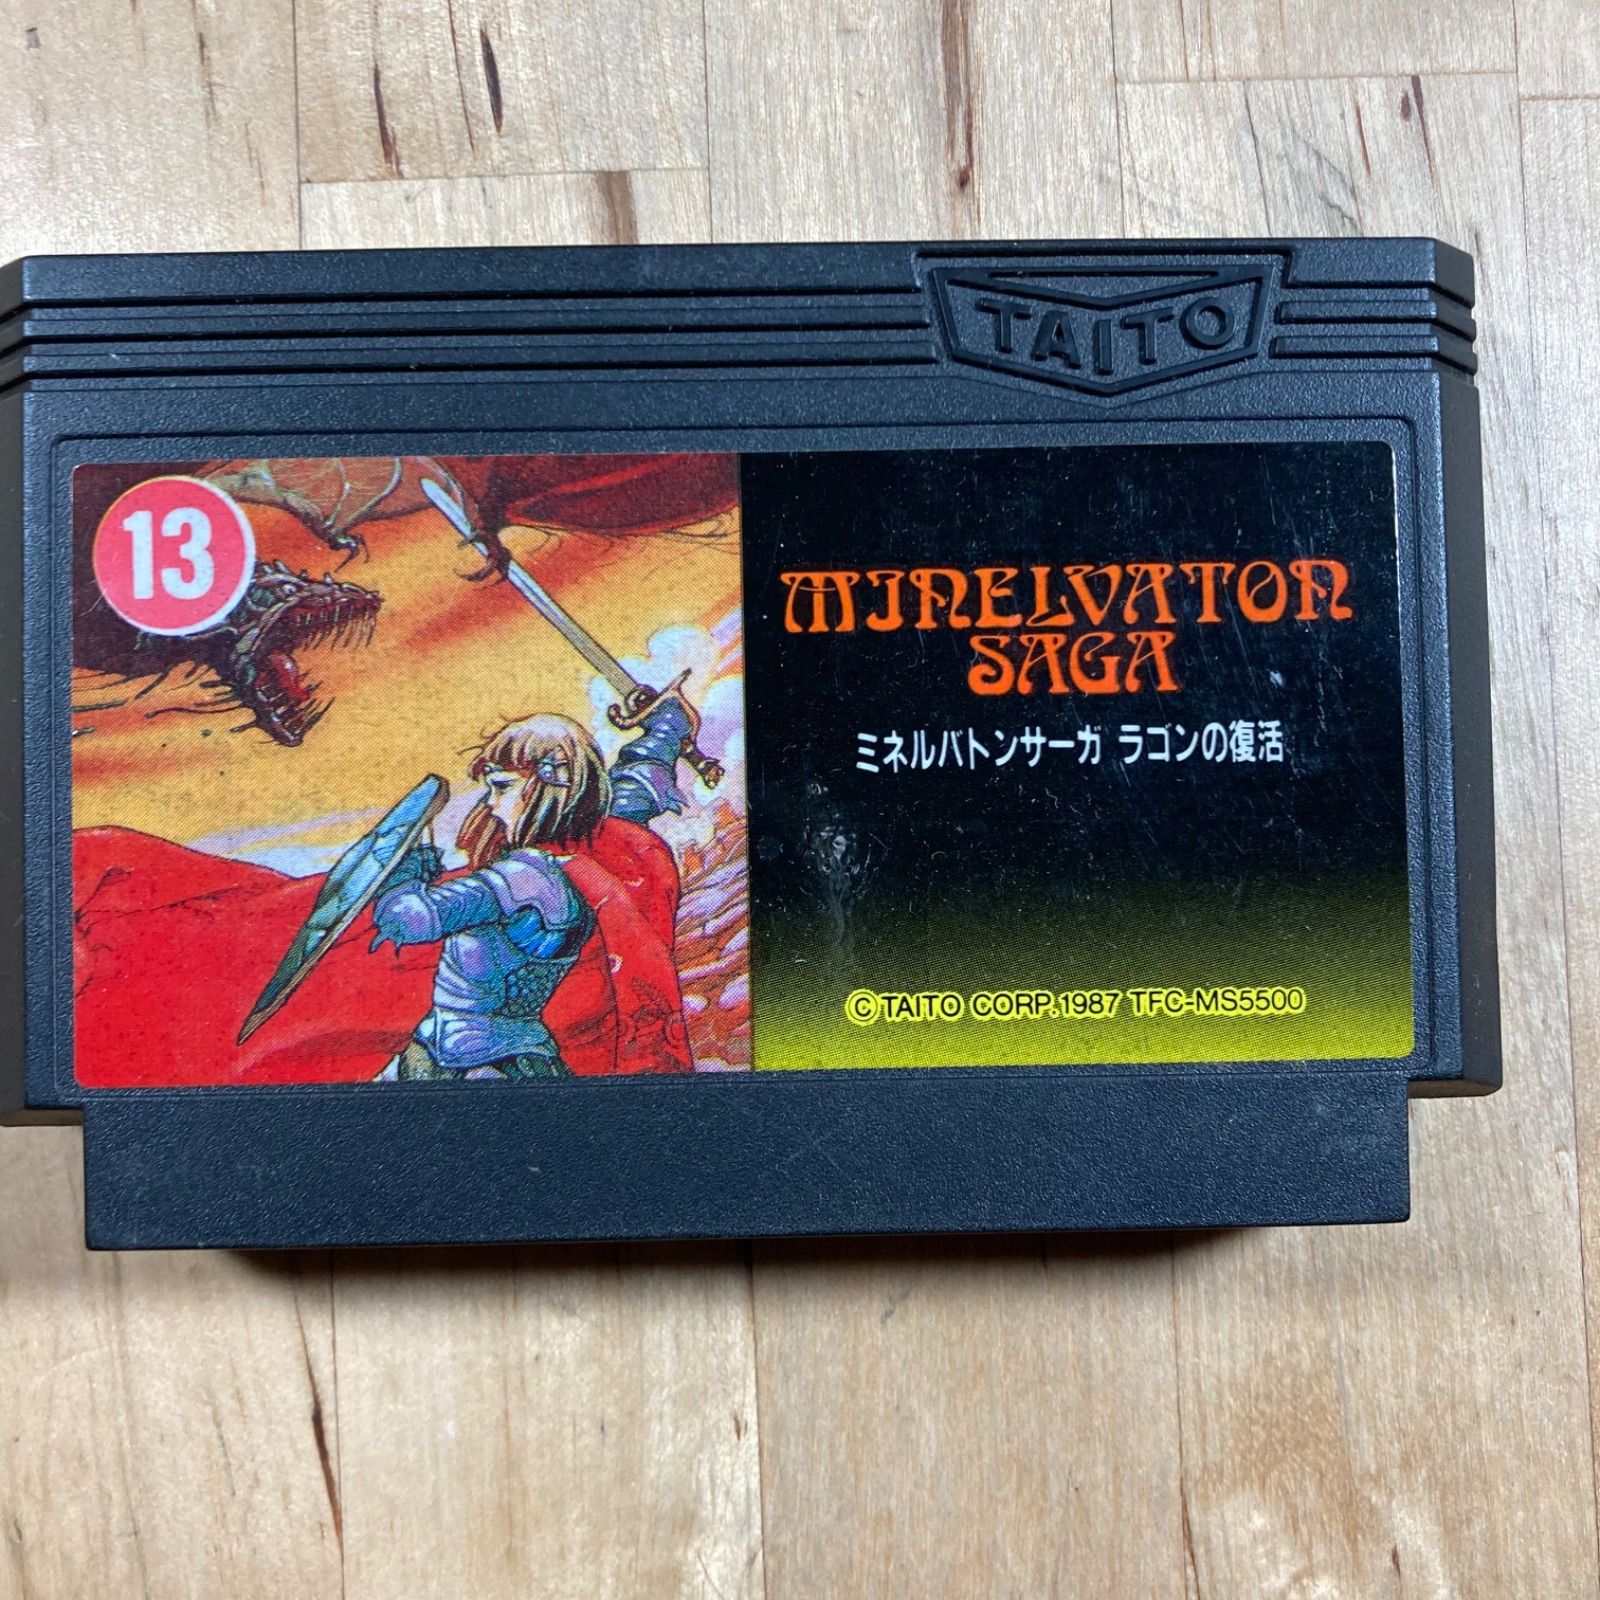 TAITO
13
MINELVATON
SAGA
ミネルバトンサーガ ラゴンの復活
©TAITO CORP.1987 TFC-MS5500